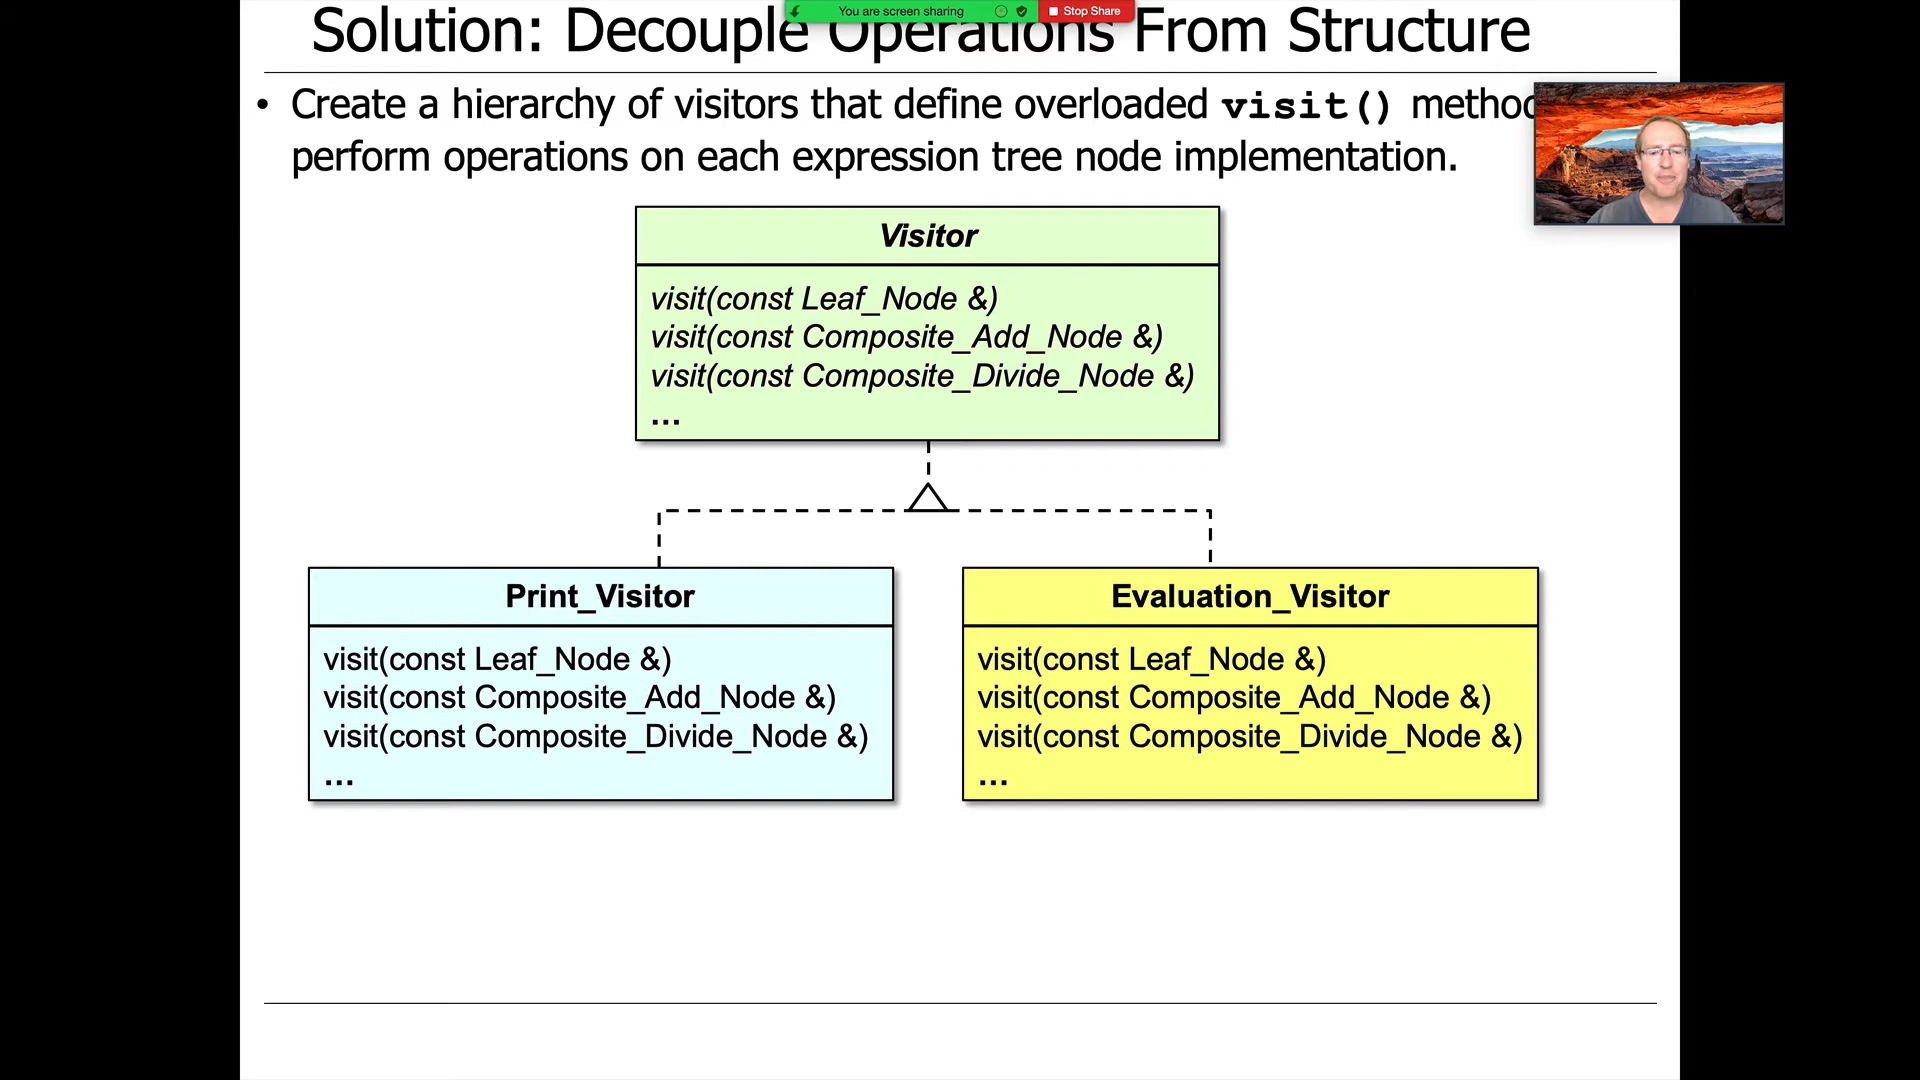 You are screen sharing
Stop Share
Solution: Decouple Operations From Structure
• Create a hierarchy of visitors that define overloaded visit()
perform operations on each expression tree node implementation.
Visitor
visit(const Leaf_Node &)
visit(const Composite_Add_Node &)
visit(const Composite_Divide_Node &)
...
Print_Visitor
visit(const Leaf_Node &)
visit(const Composite_Add_Node &)
visit(const Composite_Divide_Node &)
...
Evaluation_Visitor
visit(const Leaf_Node &)
visit(const Composite_Add_Node &)
visit(const Composite_Divide_Node &)
...